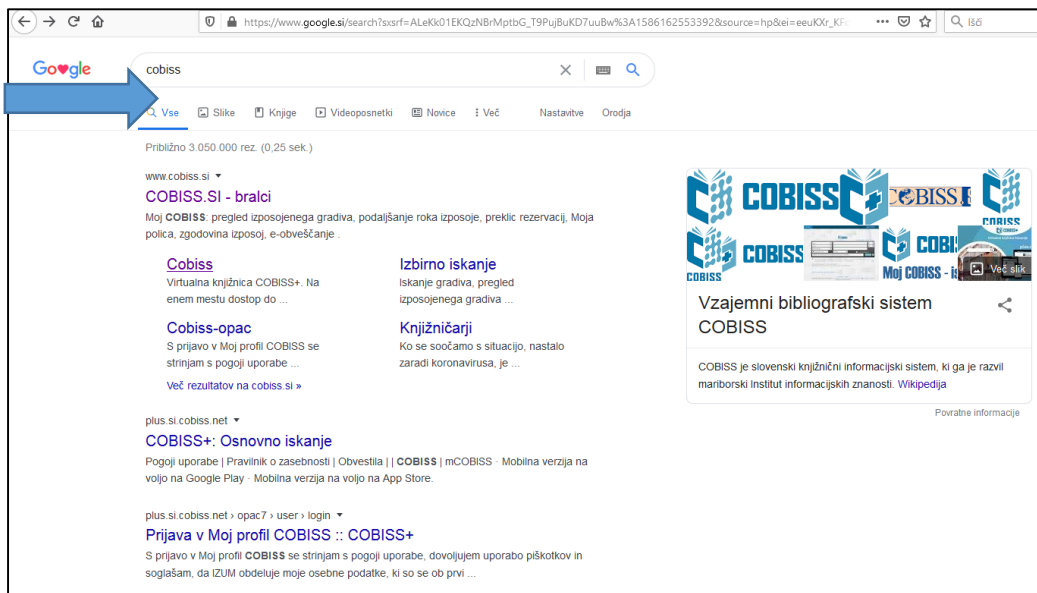 https://www.google.si/search?sxsrf=ALeKk01EKQzNBrMptbG_T9PujBuKD7uuBw%3A1586162553392&source=hp&ei=eeuKXr_KFe
Išči
Google
cobiss
Vse Slike Knjige Videoposnetki Novice Več Nastavitve Orodja
Približno 3.050.000 rez. (0,25 sek.)
www.cobiss.si
COBISS.SI - bralci
Moj COBISS: pregled izposojenega gradiva, podaljšanje roka izposoje, preklic rezervacij, Moja
polica, zgodovina izposoj, e-obveščanje .
Cobiss
Virtualna knjižnica COBISS+. Na
enem mestu dostop do ...
Izbirno iskanje
Iskanje gradiva, pregled
izposojenega gradiva ...
Cobiss-opac
S prijavo v Moj profil COBISS se
strinjam s pogoji uporabe ...
Knjižničarji
Ko se soočamo s situacijo, nastalo
zaradi koronavirusa, je ...
Več rezultatov na cobiss.si »
plus.si.cobiss.net
COBISS+: Osnovno iskanje
Pogoji uporabe | Pravilnik o zasebnosti | Obvestila | | COBISS | mCOBISS · Mobilna verzija na
voljo na Google Play · Mobilna verzija na voljo na App Store.
plus.si.cobiss.net › opac7 › user › login
Prijava v Moj profil COBISS :: COBISS+
S prijavo v Moj profil COBISS se strinjam s pogoji uporabe, dovoljujem uporabo piškotkov in
soglašam, da IZUM obdeluje moje osebne podatke, ki so se ob prvi ...
COBISS
COBISS
COBISS
COBISS
COBISS
COBI
Moj COBISS - is
Več slik
Vzajemni bibliografski sistem
COBISS
COBISS je slovenski knjižnični informacijski sistem, ki ga je razvil
mariborski Institut informacijskih znanosti. Wikipedija
Povratne informacije